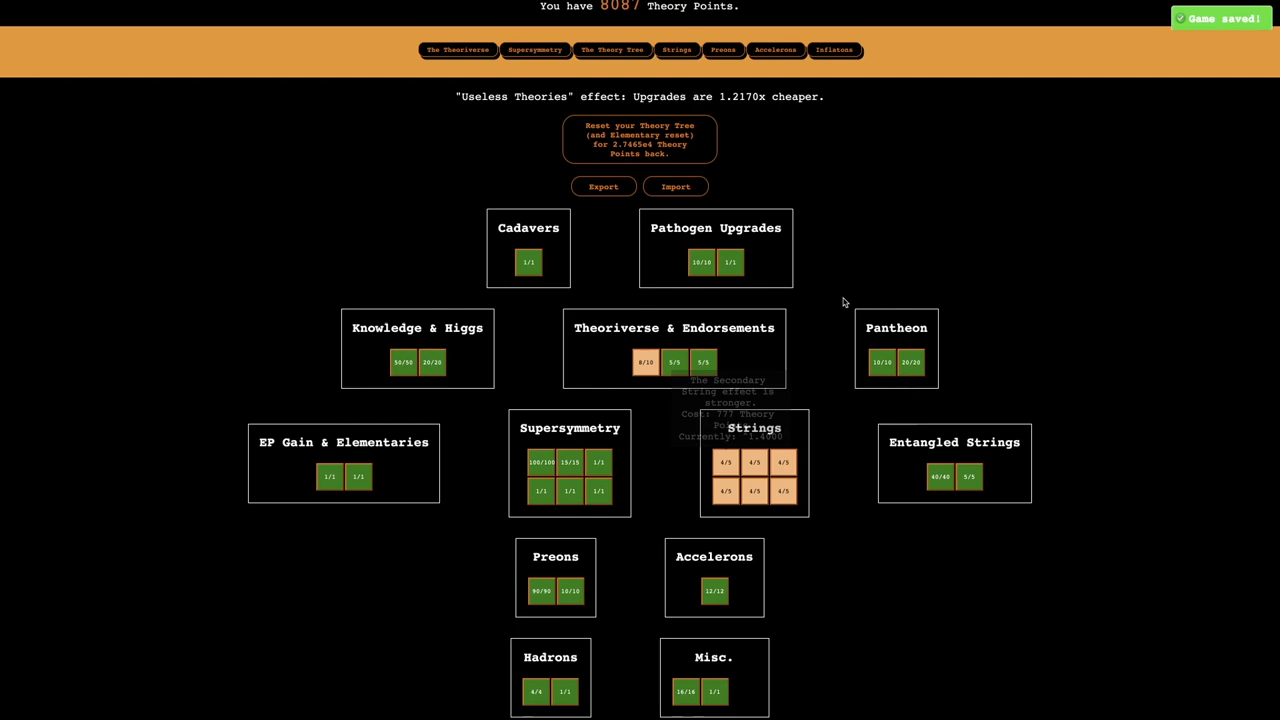 You have 8087 Theory Points.
Game saved!
The Theoriverse Supersymmetry The Theory Tree Strings Preons Accelerons Inflatons
"Useless Theories" effect: Upgrades are 1.2170x cheaper.
Reset your Theory Tree
(and Elementary reset)
for 2.7465e4 Theory
Points back.
Export Import
Cadavers Pathogen Upgrades
1/1 10/10 1/1
Knowledge & Higgs Theoriverse & Endorsements Pantheon
50/50 20/20 8/10 5/5 5/5 10/10 20/20
The Secondary
String effect is
stronger.
Cost: 777 Theory
Currently: ^1.4000
EP Gain & Elementaries Supersymmetry Strings Entangled Strings
100/100 15/15 1/1 4/5 4/5 4/5
1/1 1/1 40/40 5/5
1/1 1/1 1/1 4/5 4/5 4/5
Preons Accelerons
90/90 10/10 12/12
Hadrons Misc.
4/4 1/1 16/16 1/1